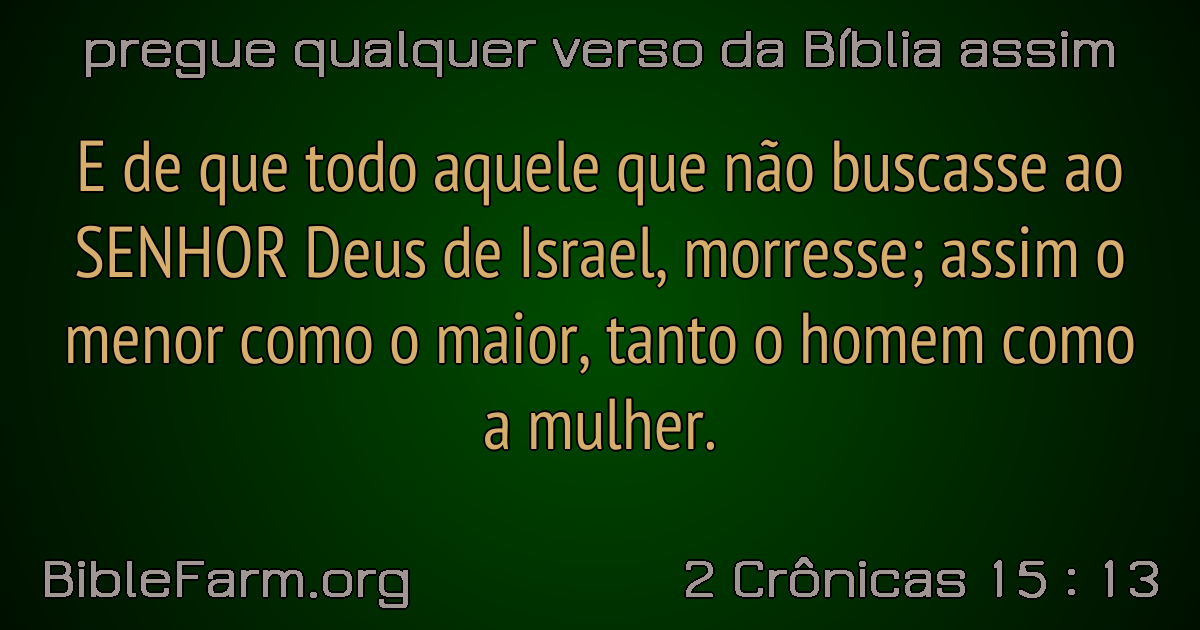 pregue qualquer verso da Bíblia assim
E de que todo aquele que não buscasse ao
SENHOR Deus de Israel, morresse; assim o
menor como o maior, tanto o homem como
a mulher.
BibleFarm.org
2 Crônicas 15 : 13